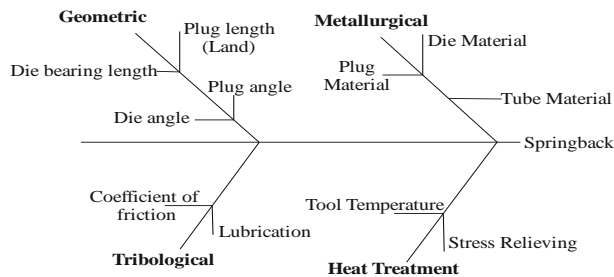 Geometric
Plug length
(Land)
Die bearing length
Plug angle
Die angle
Metallurgical
Die Material
Plug
Material
Tube Material
Springback
Coefficient of
friction
Lubrication
Tribological
Tool Temperature
Stress Relieving
Heat Treatment